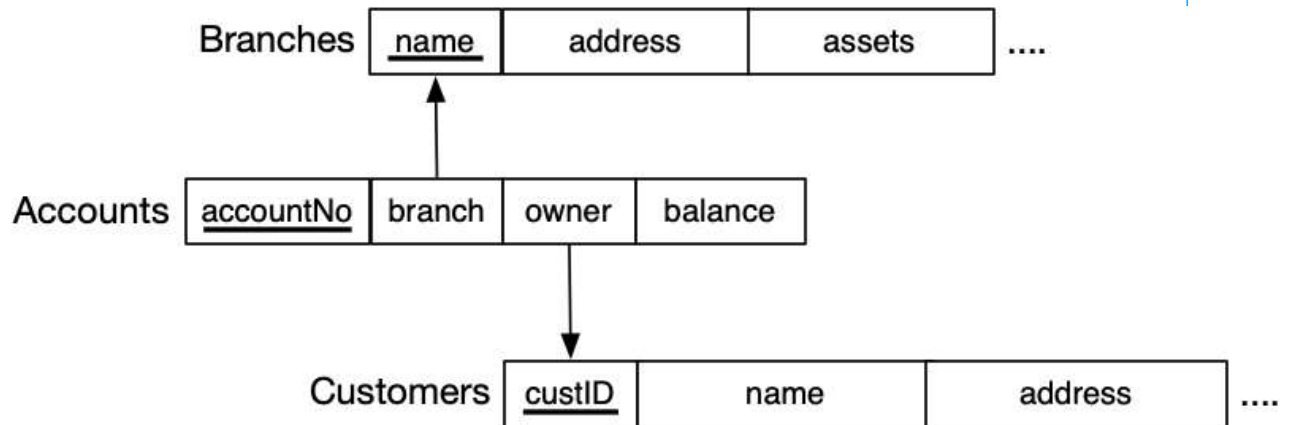 Branches name address assets ....
Accounts accountNo branch owner balance
Customers custID name address ....